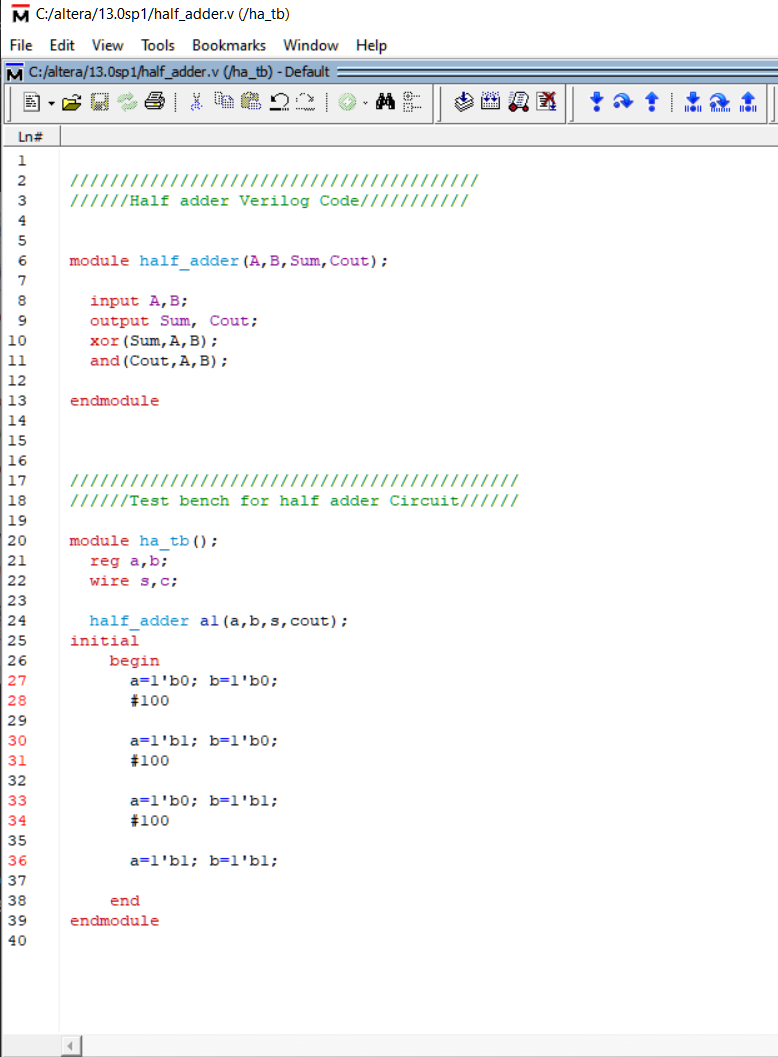 C:/altera/13.0sp1/half_adder.v (/ha_tb)
File Edit View Tools Bookmarks Window Help
C:/altera/13.0sp1/half_adder.v (/ha_tb) - Default
Ln#
1
2 /////////////////////////////////////////
3 //////Half adder Verilog Code///////////
4
5
6 module half_adder(A,B,Sum,Cout);
7
8 input A,B;
9 output Sum, Cout;
10 xor(Sum,A,B);
11 and(Cout,A,B);
12
13 endmodule
14
15
16
17 /////////////////////////////////////////////
18 //////Test bench for half adder Circuit//////
19
20 module ha_tb();
21 reg a,b;
22 wire s,c;
23
24 half_adder a1(a,b,s,cout);
25 initial
26 begin
27 a=1'b0; b=1'b0;
28 #100
29
30 a=1'b1; b=1'b0;
31 #100
32
33 a=1'b0; b=1'b1;
34 #100
35
36 a=1'b1; b=1'b1;
37
38 end
39 endmodule
40